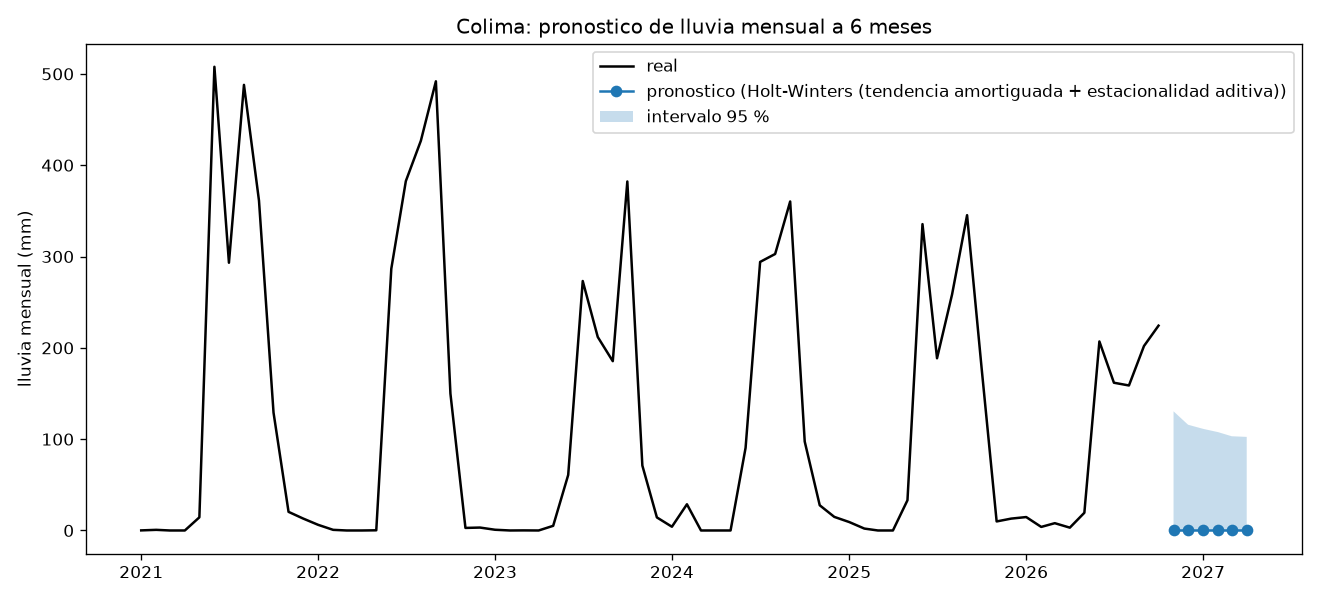 Colima: pronostico de lluvia mensual a 6 meses
real
pronostico (Holt-Winters (tendencia amortiguada + estacionalidad aditiva))
intervalo 95 %
lluvia mensual (mm)
500
400
300
200
100
0
2021 2022 2023 2024 2025 2026 2027